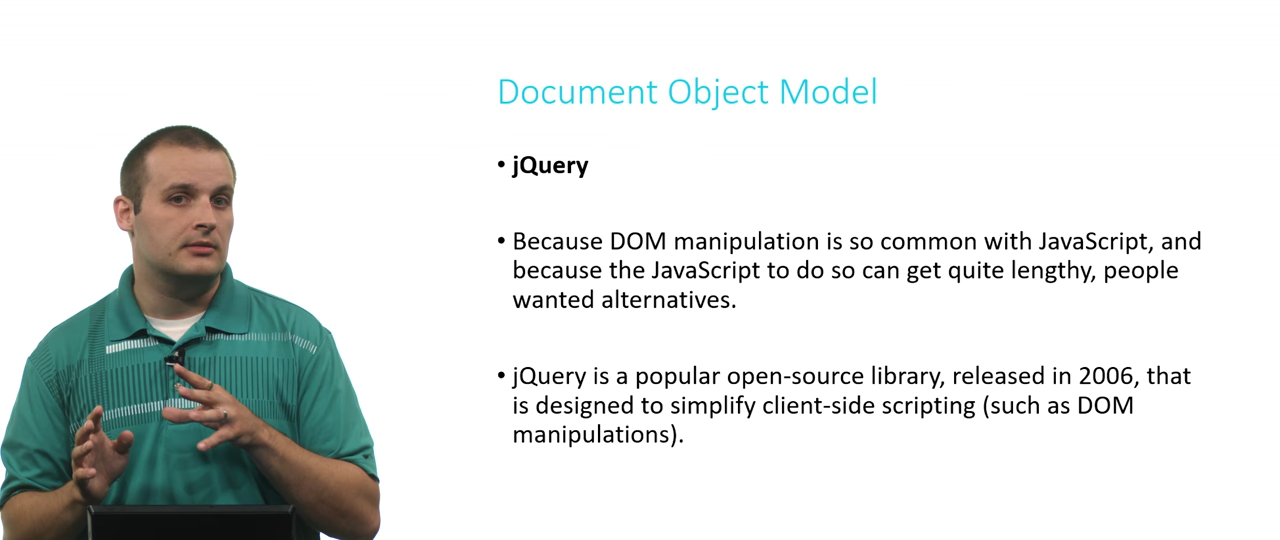 Document Object Model
• jQuery
• Because DOM manipulation is so common with JavaScript, and
because the JavaScript to do so can get quite lengthy, people
wanted alternatives.
• jQuery is a popular open-source library, released in 2006, that
is designed to simplify client-side scripting (such as DOM
manipulations).